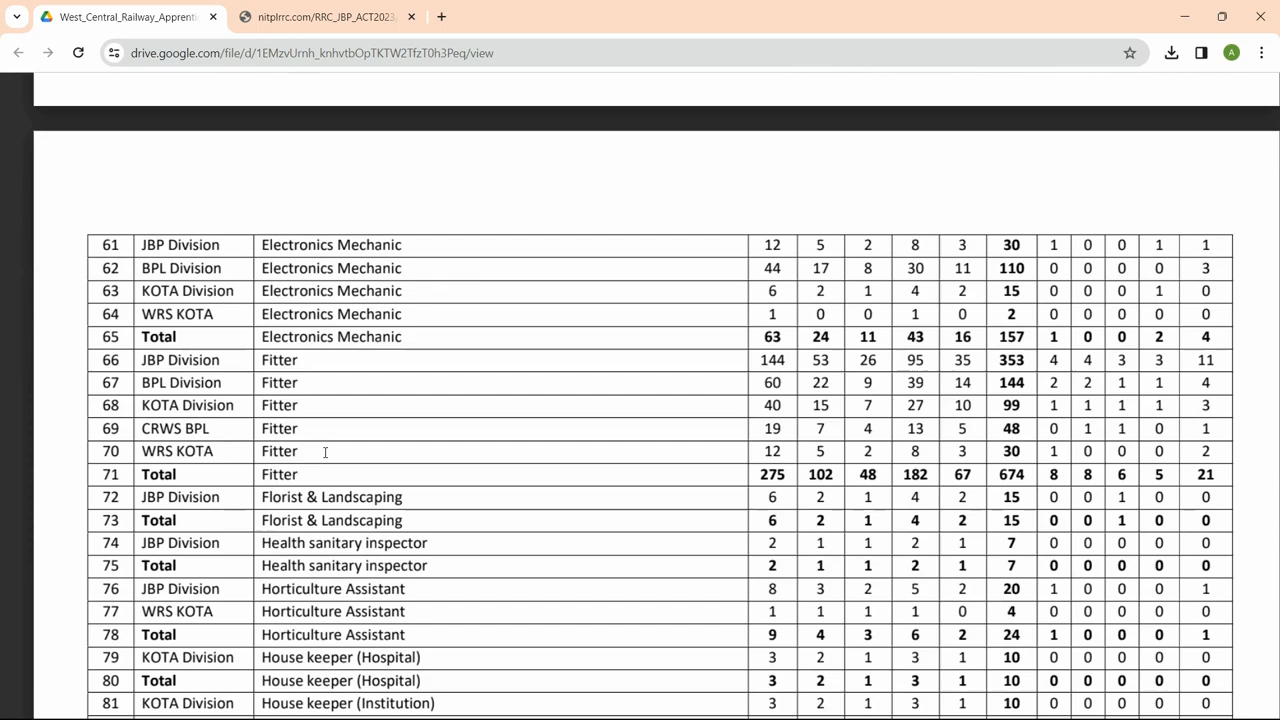 West_Central_Railway_Apprenti
nitplrrc.com/RRC_JBP_ACT2023
drive.google.com/file/d/1EMzvUrnh_knhvtbOpTKTW2TfzT0h3Peq/view
A
61 JBP Division Electronics Mechanic 12 5 2 8 3 30 1 0 0 1 1
62 BPL Division Electronics Mechanic 44 17 8 30 11 110 0 0 0 0 3
63 KOTA Division Electronics Mechanic 6 2 1 4 2 15 0 0 0 1 0
64 WRS KOTA Electronics Mechanic 1 0 0 1 0 2 0 0 0 0 0
65 Total Electronics Mechanic 63 24 11 43 16 157 1 0 0 2 4
66 JBP Division Fitter 144 53 26 95 35 353 4 4 3 3 11
67 BPL Division Fitter 60 22 9 39 14 144 2 2 1 1 4
68 KOTA Division Fitter 40 15 7 27 10 99 1 1 1 1 3
69 CRWS BPL Fitter 19 7 4 13 5 48 0 1 1 0 1
70 WRS KOTA Fitter 12 5 2 8 3 30 1 0 0 0 2
71 Total Fitter 275 102 48 182 67 674 8 8 6 5 21
72 JBP Division Florist & Landscaping 6 2 1 4 2 15 0 0 1 0 0
73 Total Florist & Landscaping 6 2 1 4 2 15 0 0 1 0 0
74 JBP Division Health sanitary inspector 2 1 1 2 1 7 0 0 0 0 0
75 Total Health sanitary inspector 2 1 1 2 1 7 0 0 0 0 0
76 JBP Division Horticulture Assistant 8 3 2 5 2 20 1 0 0 0 1
77 WRS KOTA Horticulture Assistant 1 1 1 1 0 4 0 0 0 0 0
78 Total Horticulture Assistant 9 4 3 6 2 24 1 0 0 0 1
79 KOTA Division House keeper (Hospital) 3 2 1 3 1 10 0 0 0 0 0
80 Total House keeper (Hospital) 3 2 1 3 1 10 0 0 0 0 0
81 KOTA Division House keeper (Institution) 3 2 1 3 1 10 0 0 0 0 0